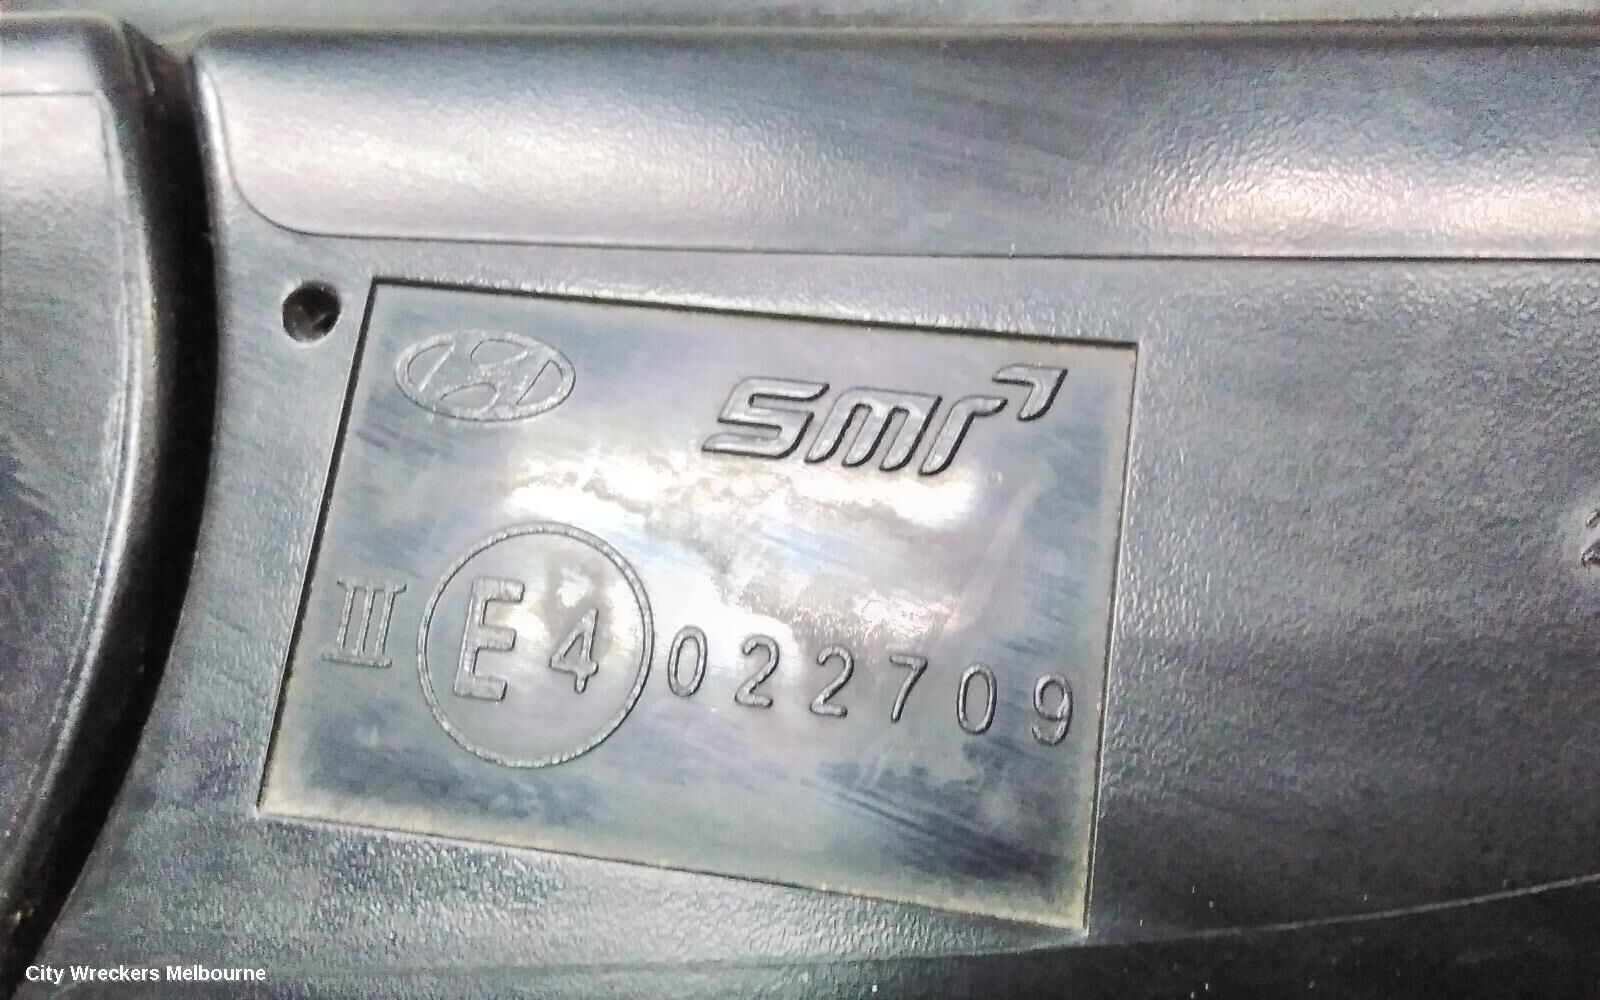 smr
III E4 022709
City Wreckers Melbourne